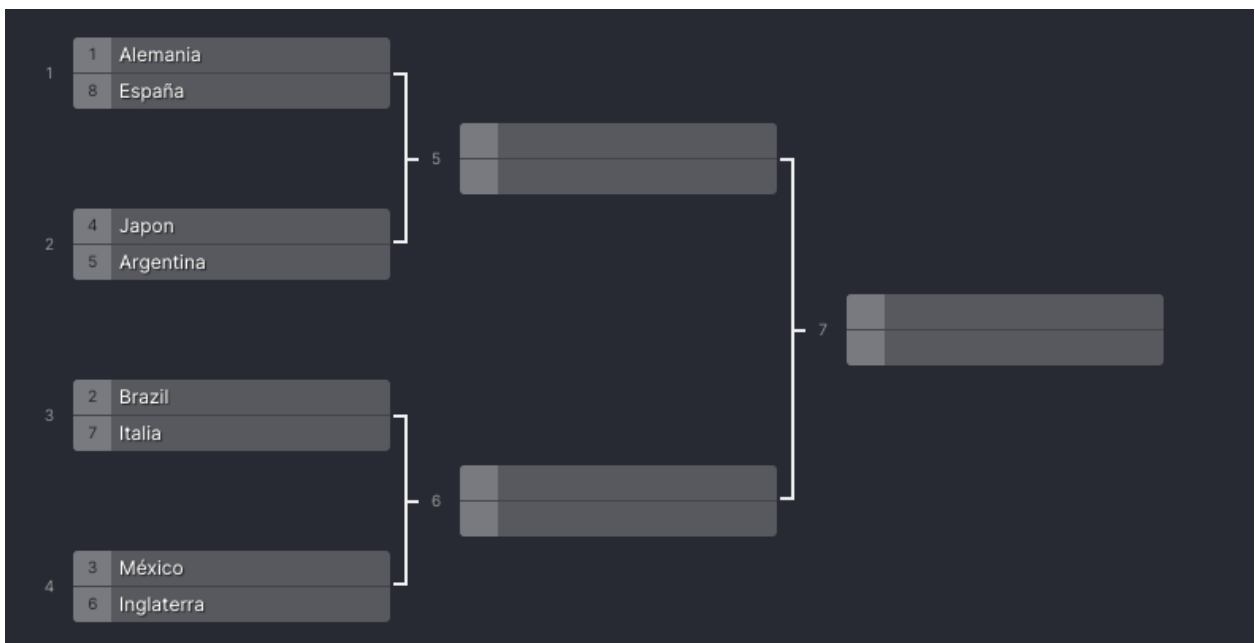 1
1 Alemania
8 España
2
4 Japon
5 Argentina
3
2 Brazil
7 Italia
4
3 México
6 Inglaterra
5
6
7